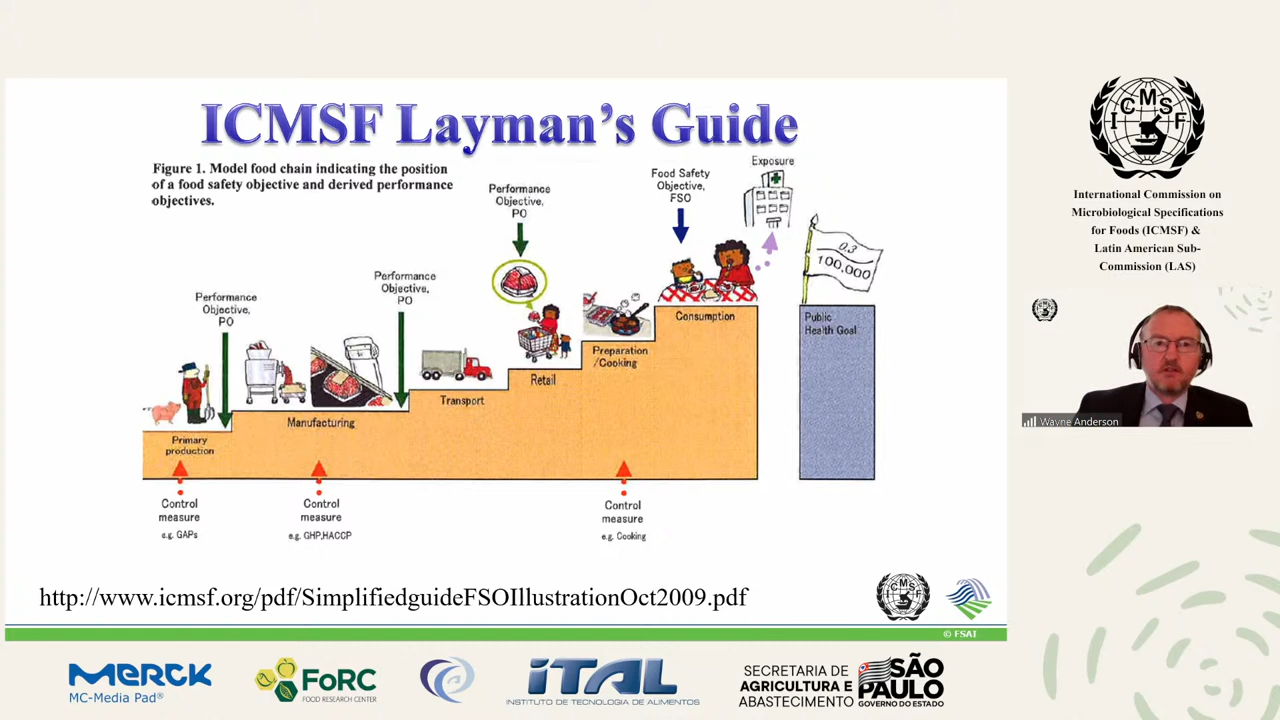 ICMSF Layman's Guide
Figure 1. Model food chain indicating the position
of a food safety objective and derived performance
objectives.
Performance
Objective,
PO
Performance
Objective,
PO
Performance
Objective,
PO
Food Safety
Objective,
FSO
Exposure
0.3
100,000
Primary
production
Manufacturing
Transport
Retail
Preparation
/Cooking
Consumption
Public
Health Goal
Control
measure
e.g. GAPs
Control
measure
e.g. GHP,HACCP
Control
measure
e.g. Cooking
http://www.icmsf.org/pdf/SimplifiedguideFSOIllustrationOct2009.pdf
ICMSF
© FSAI
ICMSF
International Commission on
Microbiological Specifications
for Foods (ICMSF) &
Latin American Sub-
Commission (LAS)
Wayne Anderson
MERCK
MC-Media Pad®
FoRC
FOOD RESEARCH CENTER
iTAL
INSTITUTO DE TECNOLOGIA DE ALIMENTOS
SECRETARIA DE
AGRICULTURA E
ABASTECIMENTO
SÃO
PAULO
GOVERNO DO ESTADO